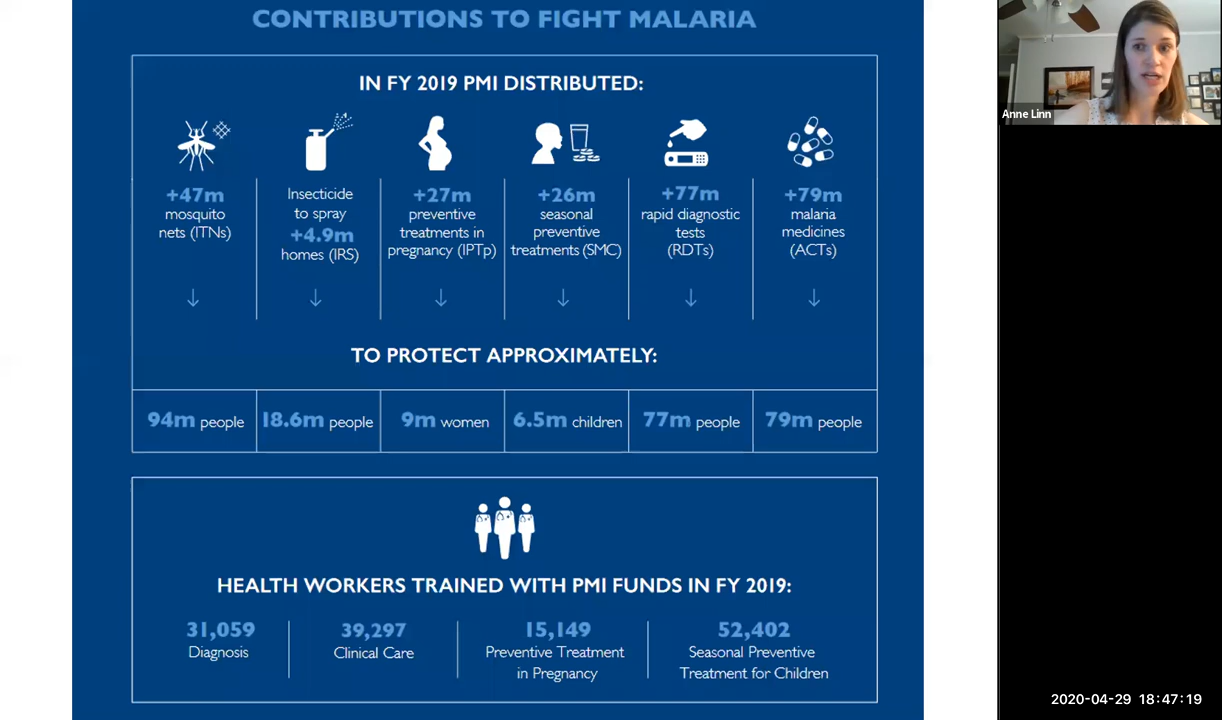 CONTRIBUTIONS TO FIGHT MALARIA
Anne Linn
IN FY 2019 PMI DISTRIBUTED:
+47m
mosquito
nets (ITNs)
Insecticide
to spray
+4.9m
homes (IRS)
+27m
preventive
treatments in
pregnancy (IPTp)
+26m
seasonal
preventive
treatments (SMC)
+77m
rapid diagnostic
tests
(RDTs)
+79m
malaria
medicines
(ACTs)
TO PROTECT APPROXIMATELY:
94m people
18.6m people
9m women
6.5m children
77m people
79m people
HEALTH WORKERS TRAINED WITH PMI FUNDS IN FY 2019:
31,059
Diagnosis
39,297
Clinical Care
15,149
Preventive Treatment
in Pregnancy
52,402
Seasonal Preventive
Treatment for Children
2020-04-29 18:47:19